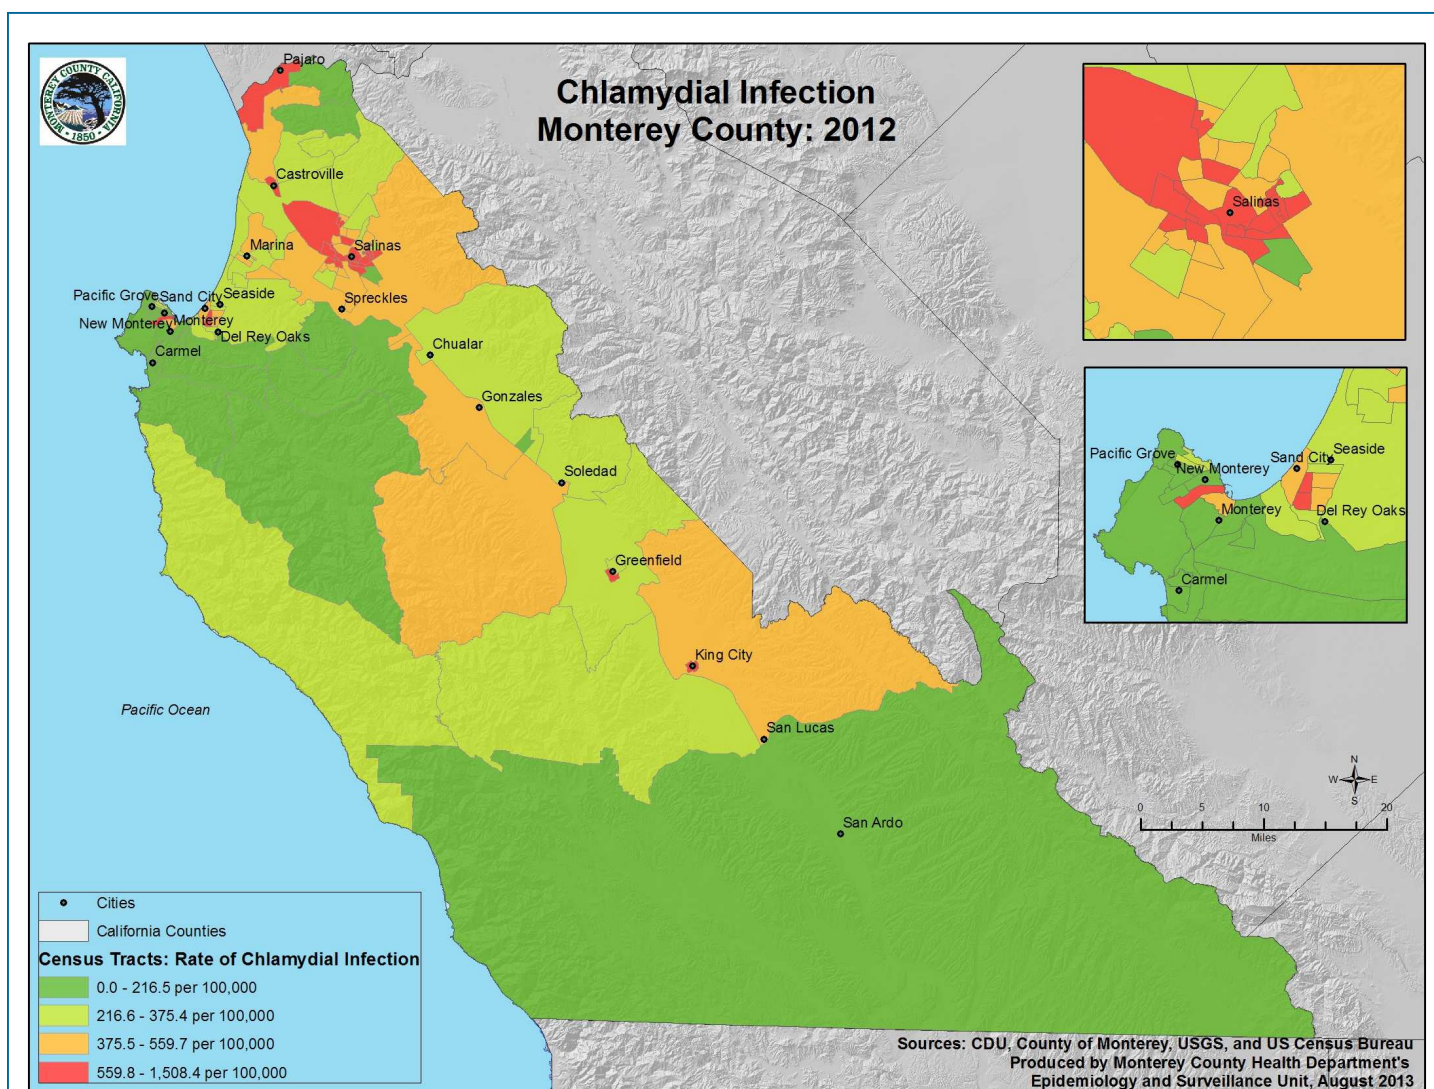 MONTEREY COUNTY CALIFORNIA
1850
Chlamydial Infection
Monterey County: 2012
Pajaro
Castroville
Marina
Salinas
Pacific Grove
Sand City
Seaside
Spreckles
New Monterey
Monterey
Del Rey Oaks
Carmel
Chualar
Gonzales
Soledad
Greenfield
King City
San Lucas
San Ardo
Pacific Ocean
Salinas
Pacific Grove
New Monterey
Sand City
Seaside
Monterey
Del Rey Oaks
Carmel
N
W
E
S
0 5 10 20
Miles
Cities
California Counties
Census Tracts: Rate of Chlamydial Infection
0.0 - 216.5 per 100,000
216.6 - 375.4 per 100,000
375.5 - 559.7 per 100,000
559.8 - 1,508.4 per 100,000
Sources: CDU, County of Monterey, USGS, and US Census Bureau
Produced by Monterey County Health Department's
Epidemiology and Surveillance Unit, August 2013